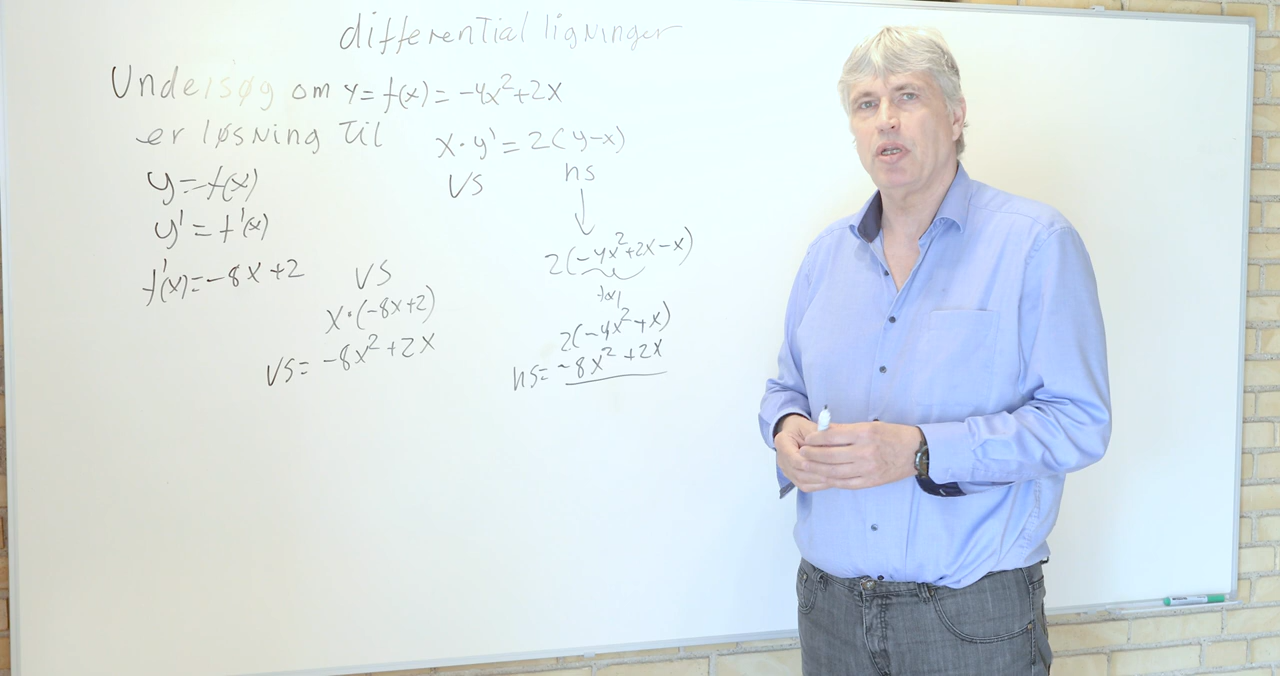 differential ligninger
Undersøg om y = f(x) = -4x²+2x
er løsning til x · y' = 2(y-x)
vs hs
y = f(x)
y' = f'(x)
f'(x) = -8x+2
vs
x·(-8x+2)
vs = -8x²+2x
2(-4x²+2x-x)
2(-4x²+x)
hs = -8x²+2x